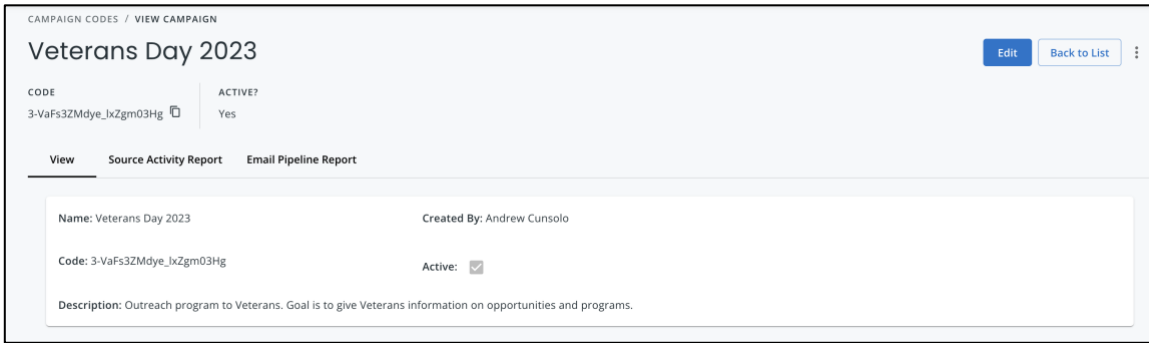 CAMPAIGN CODES / VIEW CAMPAIGN
Veterans Day 2023
Edit
Back to List
CODE
ACTIVE?
3-VaFs3ZMdye_lxZgm03Hg
Yes
View
Source Activity Report
Email Pipeline Report
Name: Veterans Day 2023
Created By: Andrew Cunsolo
Code: 3-VaFs3ZMdye_lxZgm03Hg
Active:
Description: Outreach program to Veterans. Goal is to give Veterans information on opportunities and programs.